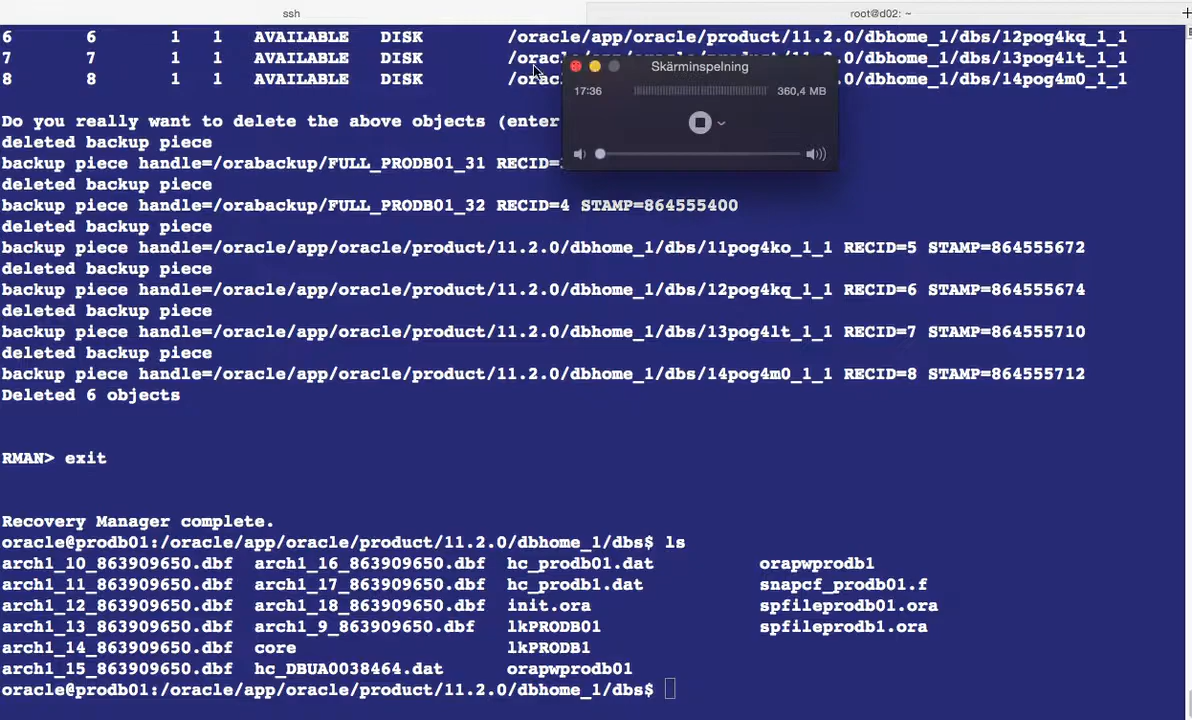 ssh root@d02: ~ +
6 6 1 1 AVAILABLE DISK /oracle/app/oracle/product/11.2.0/dbhome_1/dbs/12pog4kq_1_1
7 7 1 1 AVAILABLE DISK /orac /dbs/13pog4lt_1_1
8 8 1 1 AVAILABLE DISK /orac 0/dbhome_1/dbs/14pog4m0_1_1
Skärminspelning
17:36 360,4 MB
Do you really want to delete the above objects (enter
deleted backup piece
backup piece handle=/orabackup/FULL_PRODB01_31 RECID=
deleted backup piece
backup piece handle=/orabackup/FULL_PRODB01_32 RECID=4 STAMP=864555400
deleted backup piece
backup piece handle=/oracle/app/oracle/product/11.2.0/dbhome_1/dbs/11pog4ko_1_1 RECID=5 STAMP=864555672
deleted backup piece
backup piece handle=/oracle/app/oracle/product/11.2.0/dbhome_1/dbs/12pog4kq_1_1 RECID=6 STAMP=864555674
deleted backup piece
backup piece handle=/oracle/app/oracle/product/11.2.0/dbhome_1/dbs/13pog4lt_1_1 RECID=7 STAMP=864555710
deleted backup piece
backup piece handle=/oracle/app/oracle/product/11.2.0/dbhome_1/dbs/14pog4m0_1_1 RECID=8 STAMP=864555712
Deleted 6 objects
RMAN> exit
Recovery Manager complete.
oracle@prodb01:/oracle/app/oracle/product/11.2.0/dbhome_1/dbs$ ls
arch1_10_863909650.dbf arch1_16_863909650.dbf hc_prodb01.dat orapwprodb1
arch1_11_863909650.dbf arch1_17_863909650.dbf hc_prodb1.dat snapcf_prodb01.f
arch1_12_863909650.dbf arch1_18_863909650.dbf init.ora spfileprodb01.ora
arch1_13_863909650.dbf arch1_9_863909650.dbf lkPRODB01 spfileprodb1.ora
arch1_14_863909650.dbf core lkPRODB1
arch1_15_863909650.dbf hc_DBUA0038464.dat orapwprodb01
oracle@prodb01:/oracle/app/oracle/product/11.2.0/dbhome_1/dbs$